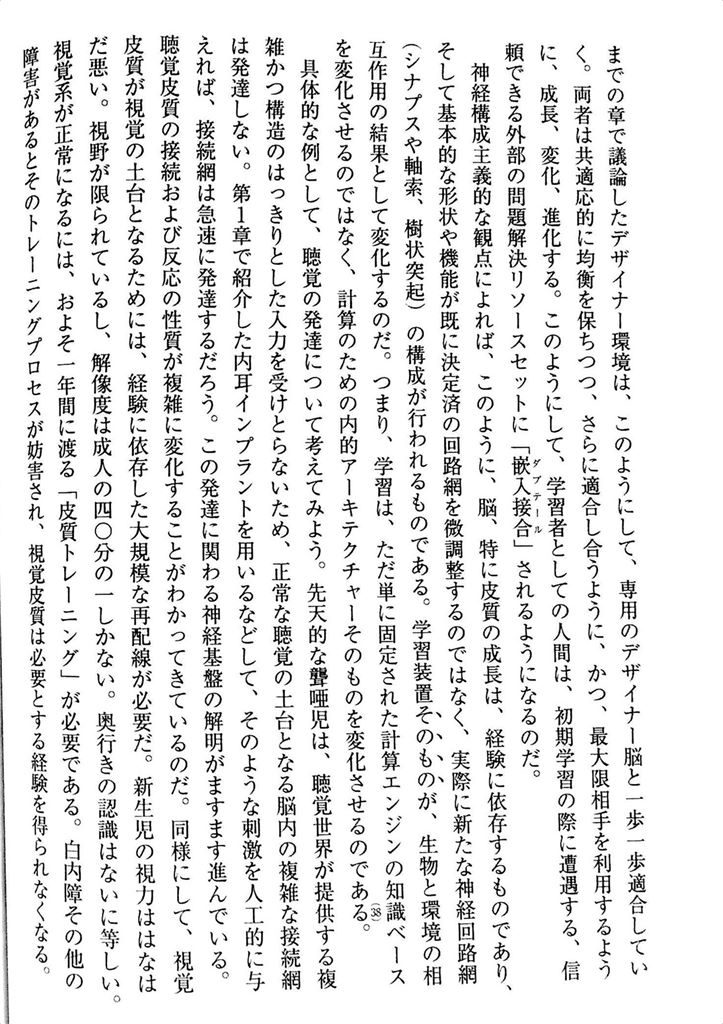 までの章で議論したデザイナー環境は、このようにして、専用のデザイナー脳と一歩一歩適合してい
く。両者は共適応的に均衡を保ちつつ、さらに適合し合うように、かつ、最大限相手を利用するよう
に、成長、変化、進化する。このようにして、学習者としての人間は、初期学習の際に遭遇する、信
頼できる外部の問題解決リソースセットに「嵌入接合」されるようになるのだ。
ダブテール
神経構成主義的な観点によれば、このように、脳、特に皮質の成長は、経験に依存するものであり、
そして基本的な形状や機能が既に決定済の回路網を微調整するのではなく、実際に新たな神経回路網
（シナプスや軸索、樹状突起）の構成が行われるものである。学習装置そのものが、生物と環境の相
互作用の結果として変化するのだ。つまり、学習は、ただ単に固定された計算エンジンの知識ベース
を変化させるのではなく、計算のための内的アーキテクチャーそのものを変化させるのである。(38)
具体的な例として、聴覚の発達について考えてみよう。先天的な聾唖児は、聴覚世界が提供する複
雑かつ構造のはっきりとした入力を受けとらないため、正常な聴覚の土台となる脳内の複雑な接続網
は発達しない。第1章で紹介した内耳インプラントを用いるなどして、そのような刺激を人工的に与
えれば、接続網は急速に発達するだろう。この発達に関わる神経基盤の解明がますます進んでいる。
聴覚皮質の接続および反応の性質が複雑に変化することがわかってきているのだ。同様にして、視覚
皮質が視覚の土台となるためには、経験に依存した大規模な再配線が必要だ。新生児の視力ははなは
だ悪い。視野が限られているし、解像度は成人の四〇分の一しかない。奥行きの認識はないに等しい。
視覚系が正常になるには、およそ一年間に渡る「皮質トレーニング」が必要である。白内障その他の
障害があるとそのトレーニングプロセスが妨害され、視覚皮質は必要とする経験を得られなくなる。